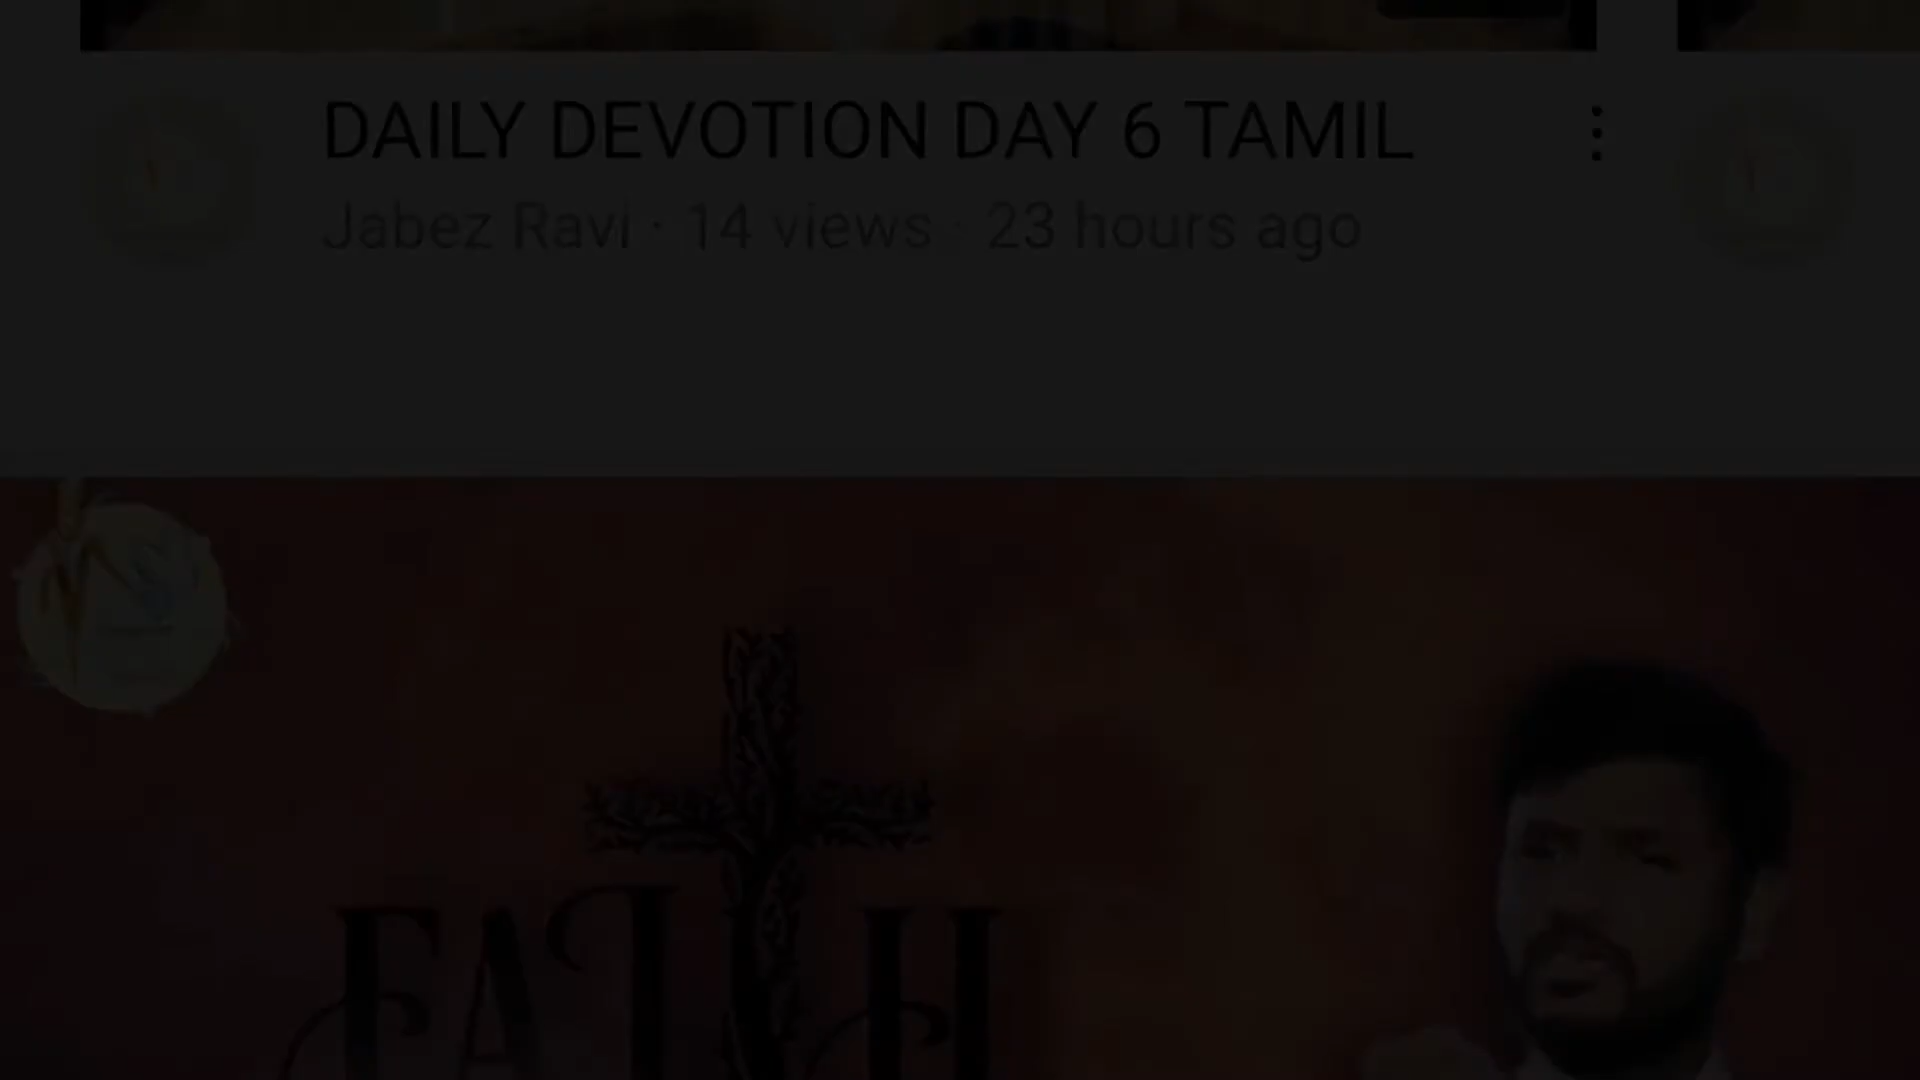 DAILY DEVOTION DAY 6 TAMIL
Jabez Ravi · 14 views · 23 hours ago
FAITH